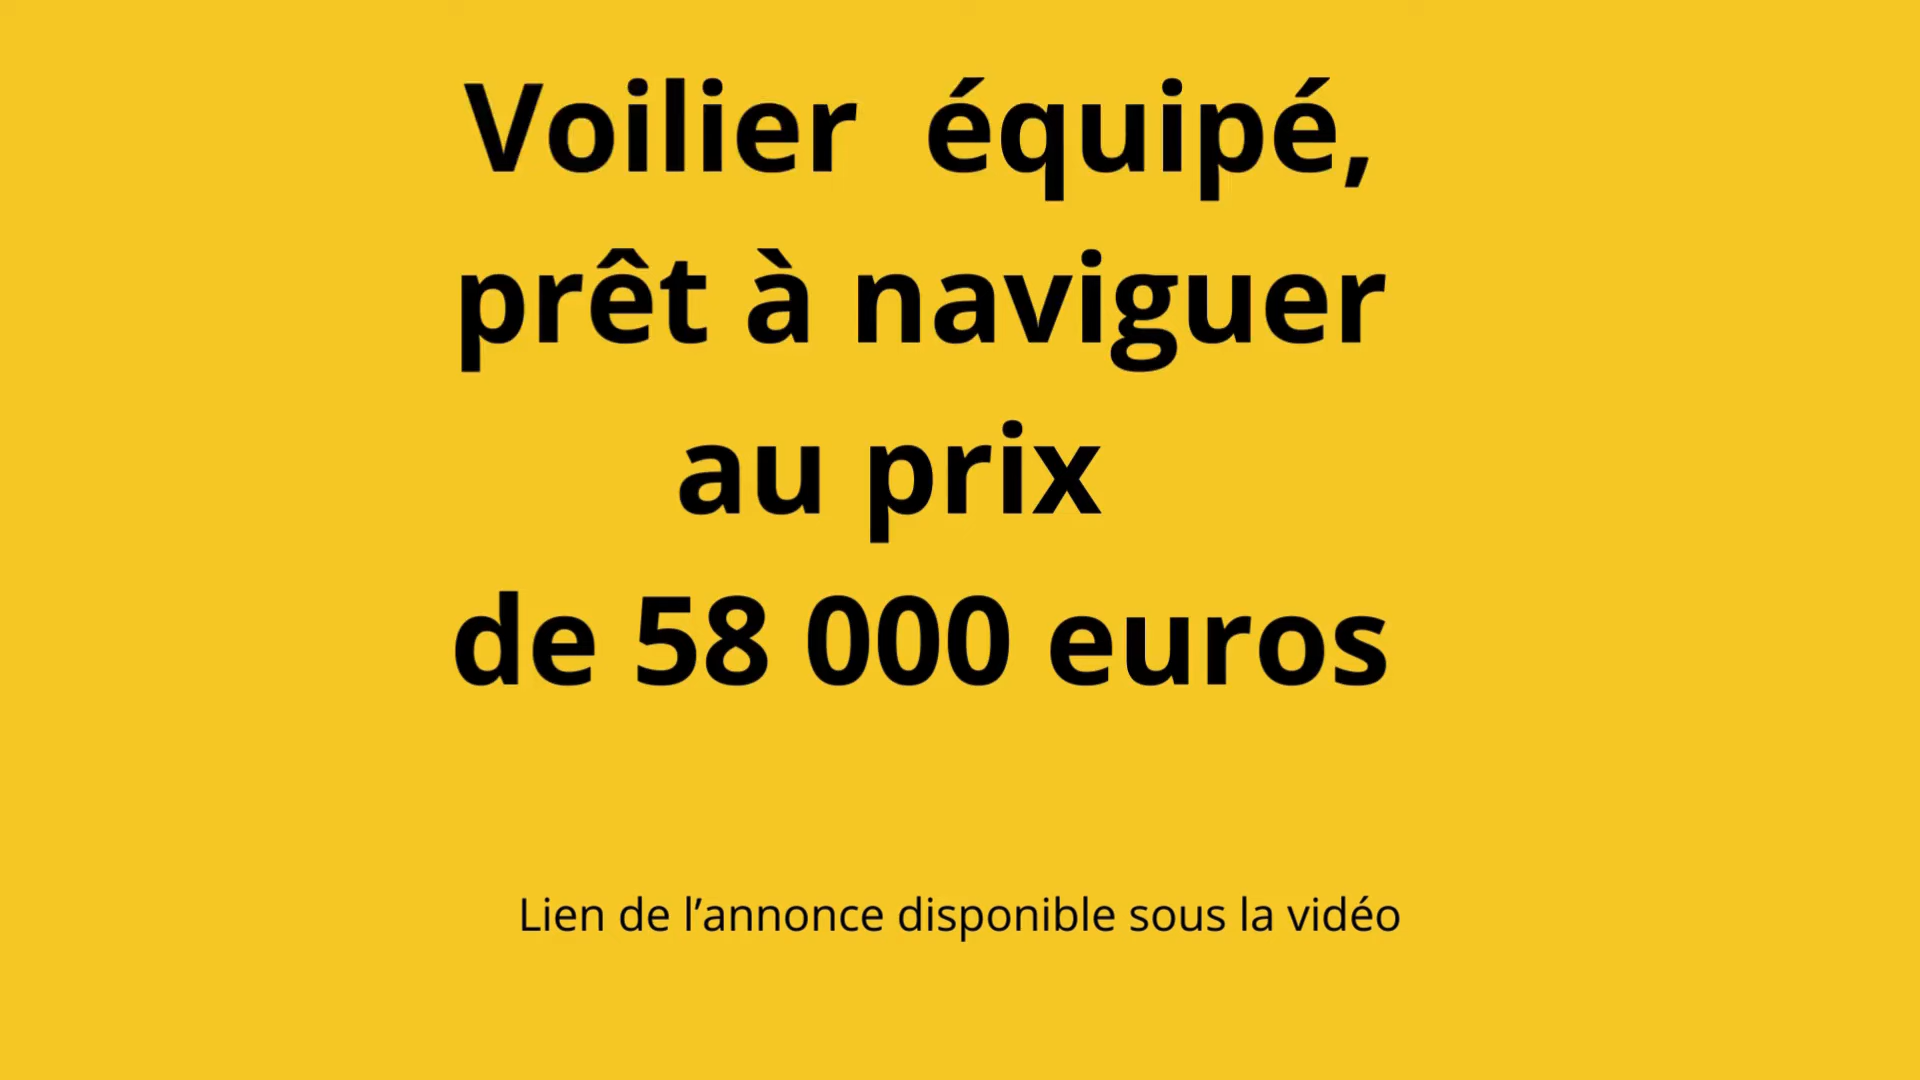 Voilier  équipé,
prêt à naviguer
au prix
de 58 000 euros
Lien de l’annonce disponible sous la vidéo